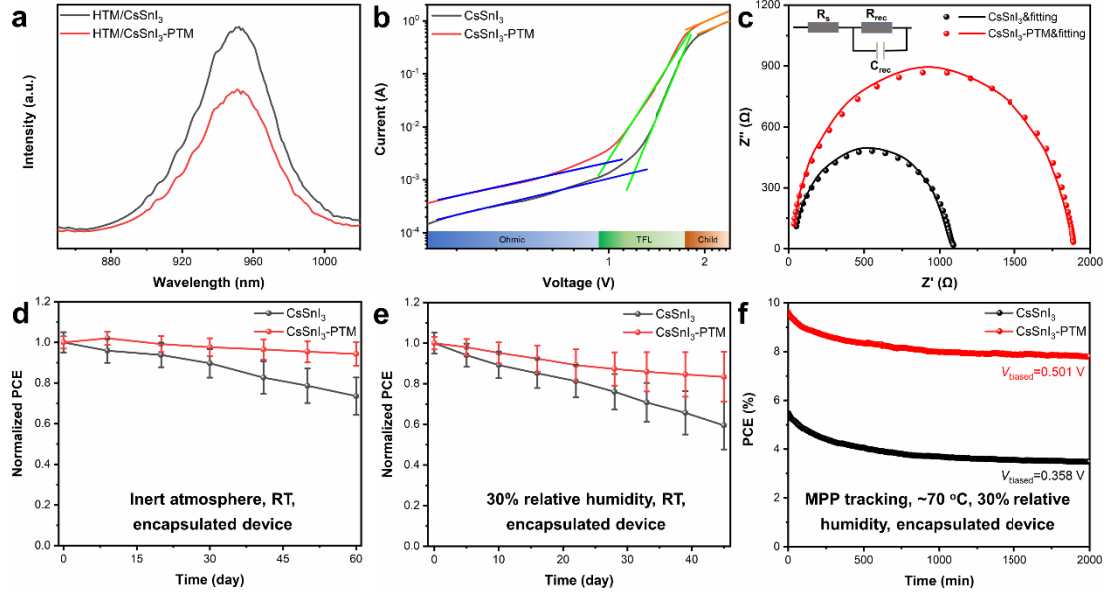 a
HTM/CsSnI₃
HTM/CsSnI₃-PTM
Intensity (a.u.)
880 920 960 1000
Wavelength (nm)
b
CsSnI₃
CsSnI₃-PTM
Current (A)
10⁰
10⁻¹
10⁻²
10⁻³
10⁻⁴
Ohmic TFL Child
1 2
Voltage (V)
c
Rₛ Rrec
Crec
CsSnI₃&fitting
CsSnI₃-PTM&fitting
Z'' (Ω)
1200
900
600
300
0
0 500 1000 1500 2000
Z' (Ω)
d
CsSnI₃
CsSnI₃-PTM
Normalized PCE
1.2
1.0
0.8
0.6
0.4
0.2
0.0
Inert atmosphere, RT,
encapsulated device
0 15 30 45 60
Time (day)
e
CsSnI₃
CsSnI₃-PTM
Normalized PCE
1.2
1.0
0.8
0.6
0.4
0.2
0.0
30% relative humidity, RT,
encapsulated device
0 10 20 30 40
Time (day)
f
CsSnI₃
CsSnI₃-PTM
PCE (%)
10
8
6
4
2
0
Vbiased=0.501 V
Vbiased=0.358 V
MPP tracking, ~70 °C, 30% relative
humidity, encapsulated device
0 500 1000 1500 2000
Time (min)